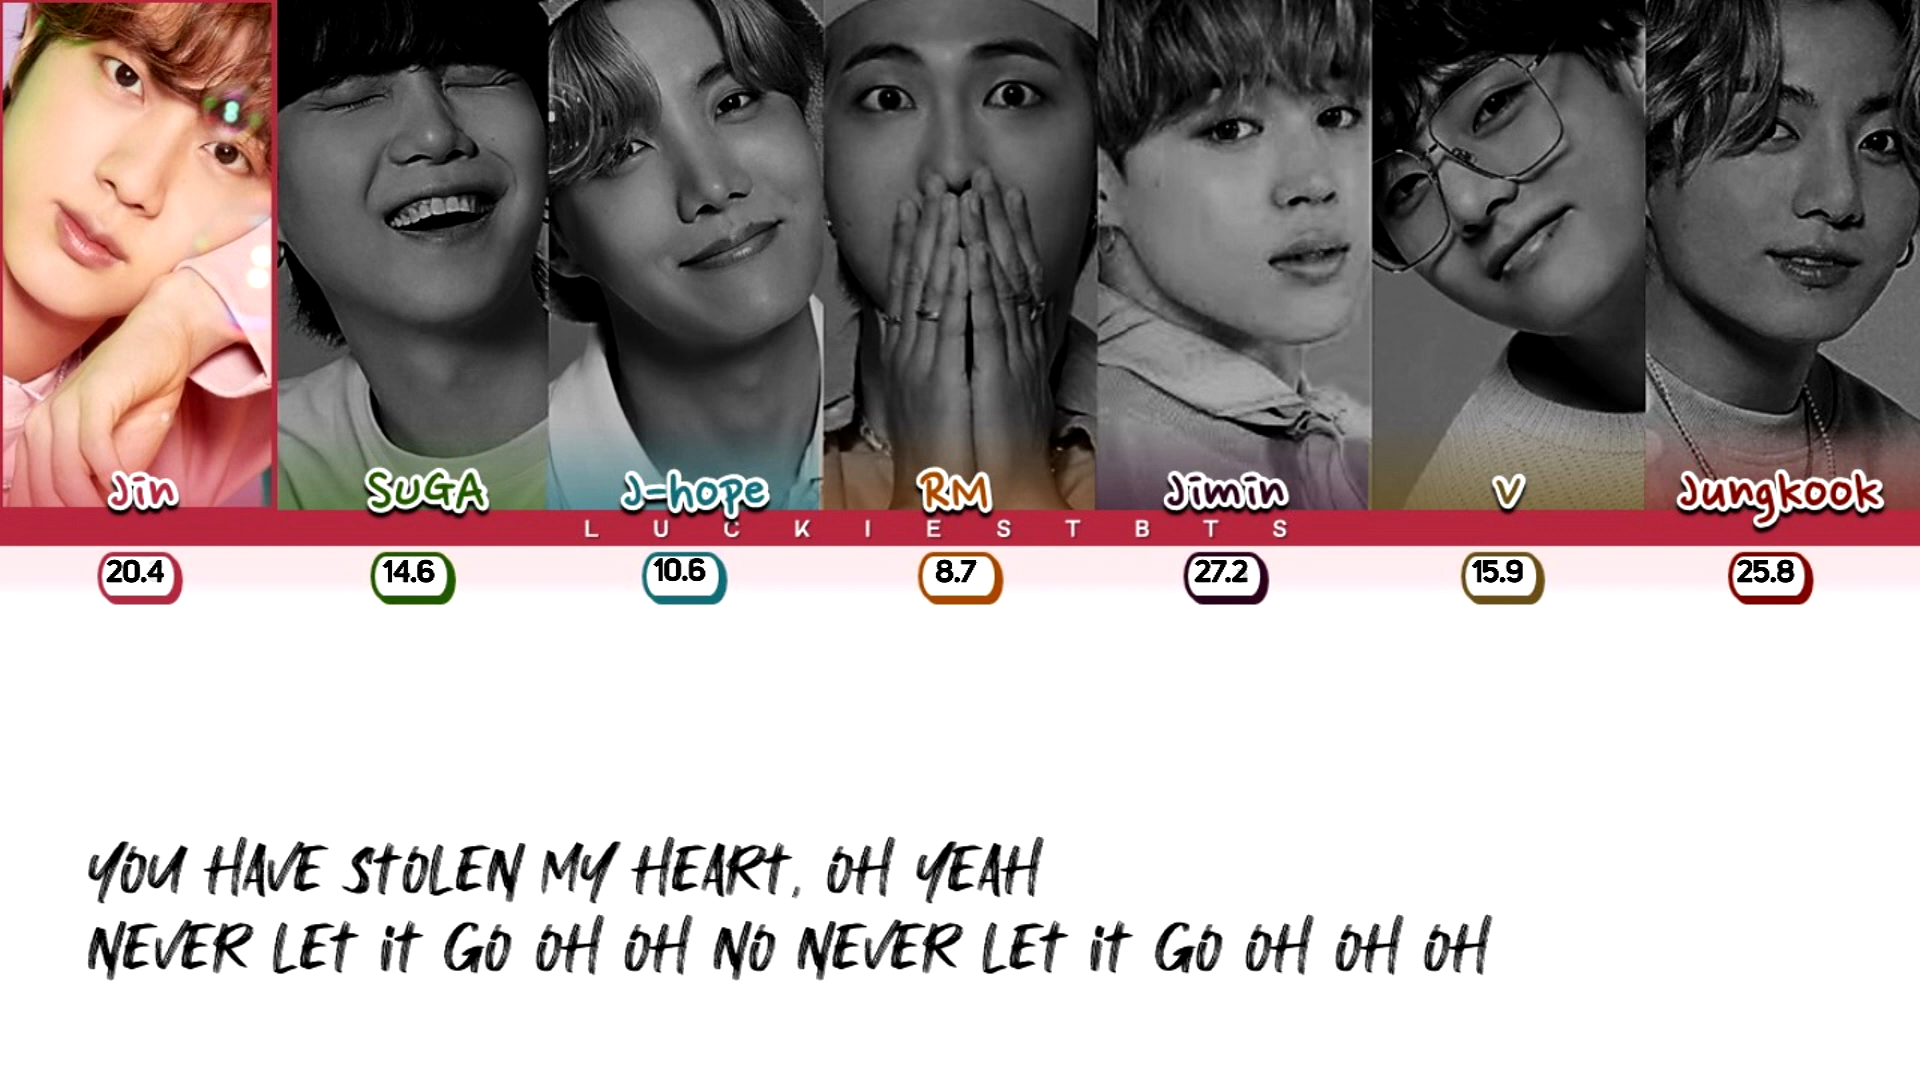 Jin SUGA J-hope RM Jimin V Jungkook
LUCKIESTBTS
20.4 14.6 10.6 8.7 27.2 15.9 25.8
YOU HAVE STOLEN MY HEART, OH YEAH
NEVER LET iT GO OH OH NO NEVER LET iT GO OH OH OH